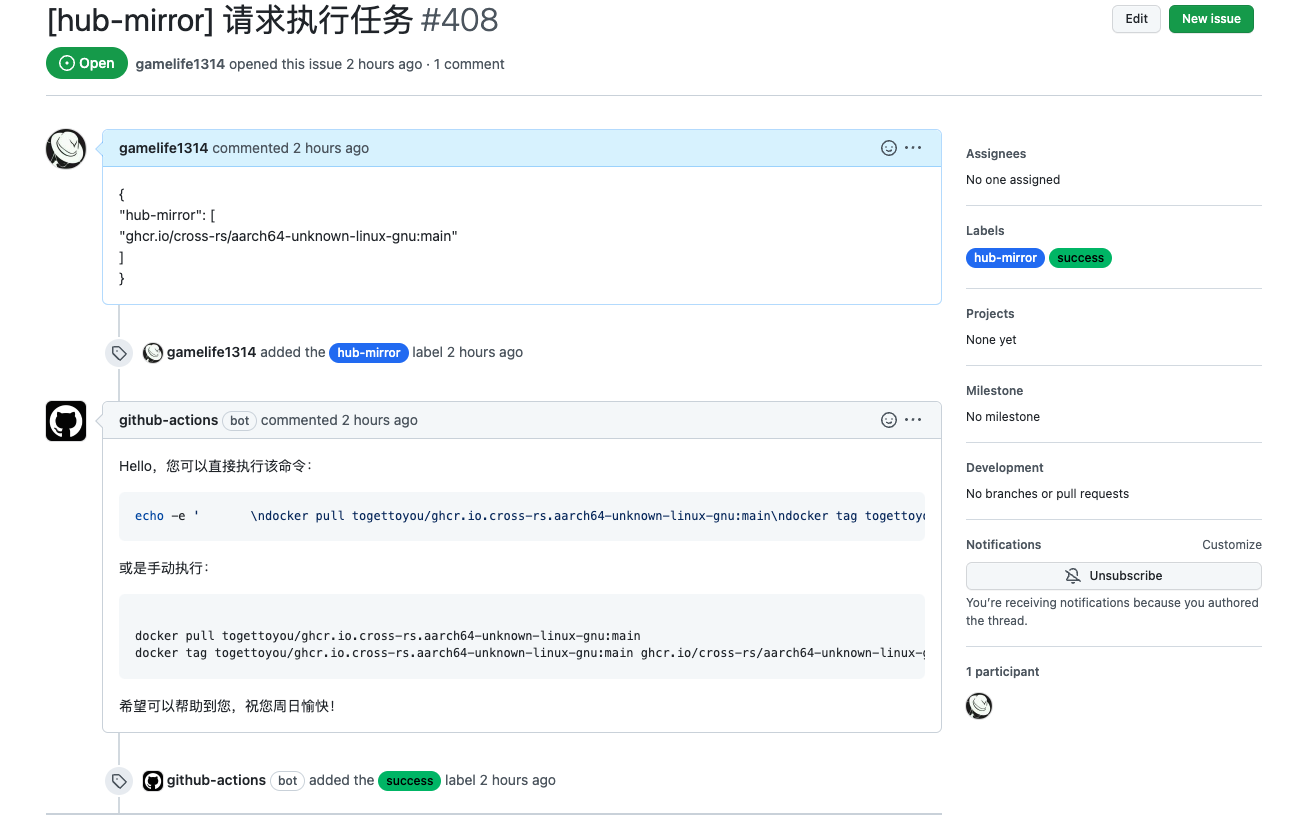 [hub-mirror] 请求执行任务 #408
Edit
New issue
Open
gamelife1314 opened this issue 2 hours ago · 1 comment
gamelife1314 commented 2 hours ago
{
"hub-mirror": [
"ghcr.io/cross-rs/aarch64-unknown-linux-gnu:main"
]
}
gamelife1314 added the hub-mirror label 2 hours ago
github-actions bot commented 2 hours ago
Hello，您可以直接执行该命令：
echo -e '       \ndocker pull togettoyou/ghcr.io.cross-rs.aarch64-unknown-linux-gnu:main\ndocker tag togettoyo
或是手动执行：
docker pull togettoyou/ghcr.io.cross-rs.aarch64-unknown-linux-gnu:main
docker tag togettoyou/ghcr.io.cross-rs.aarch64-unknown-linux-gnu:main ghcr.io/cross-rs/aarch64-unknown-linux-g
希望可以帮助到您，祝您周日愉快！
github-actions bot added the success label 2 hours ago
Assignees
No one assigned
Labels
hub-mirror success
Projects
None yet
Milestone
No milestone
Development
No branches or pull requests
Notifications
Customize
Unsubscribe
You're receiving notifications because you authored
the thread.
1 participant